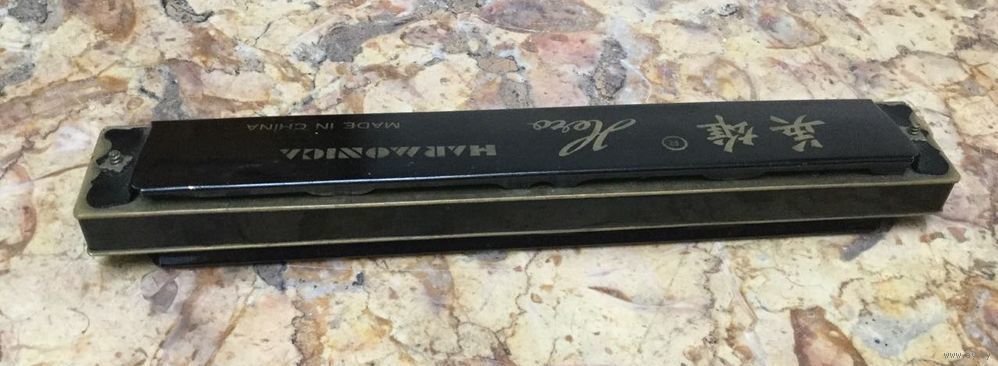 英雄 ®
Hero
HARMONICA
MADE IN CHINA